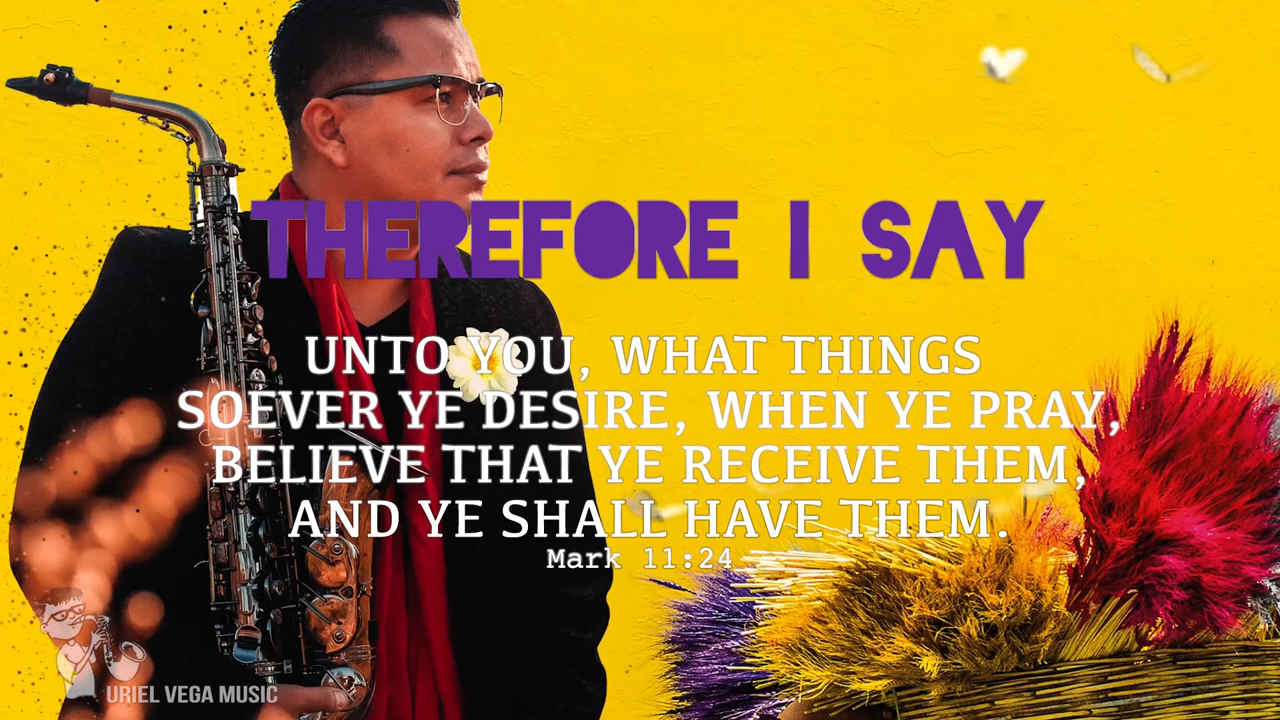 THEREFORE I SAY
UNTO YOU, WHAT THINGS
SOEVER YE DESIRE, WHEN YE PRAY,
BELIEVE THAT YE RECEIVE THEM,
AND YE SHALL HAVE THEM.
Mark 11:24
URIEL VEGA MUSIC